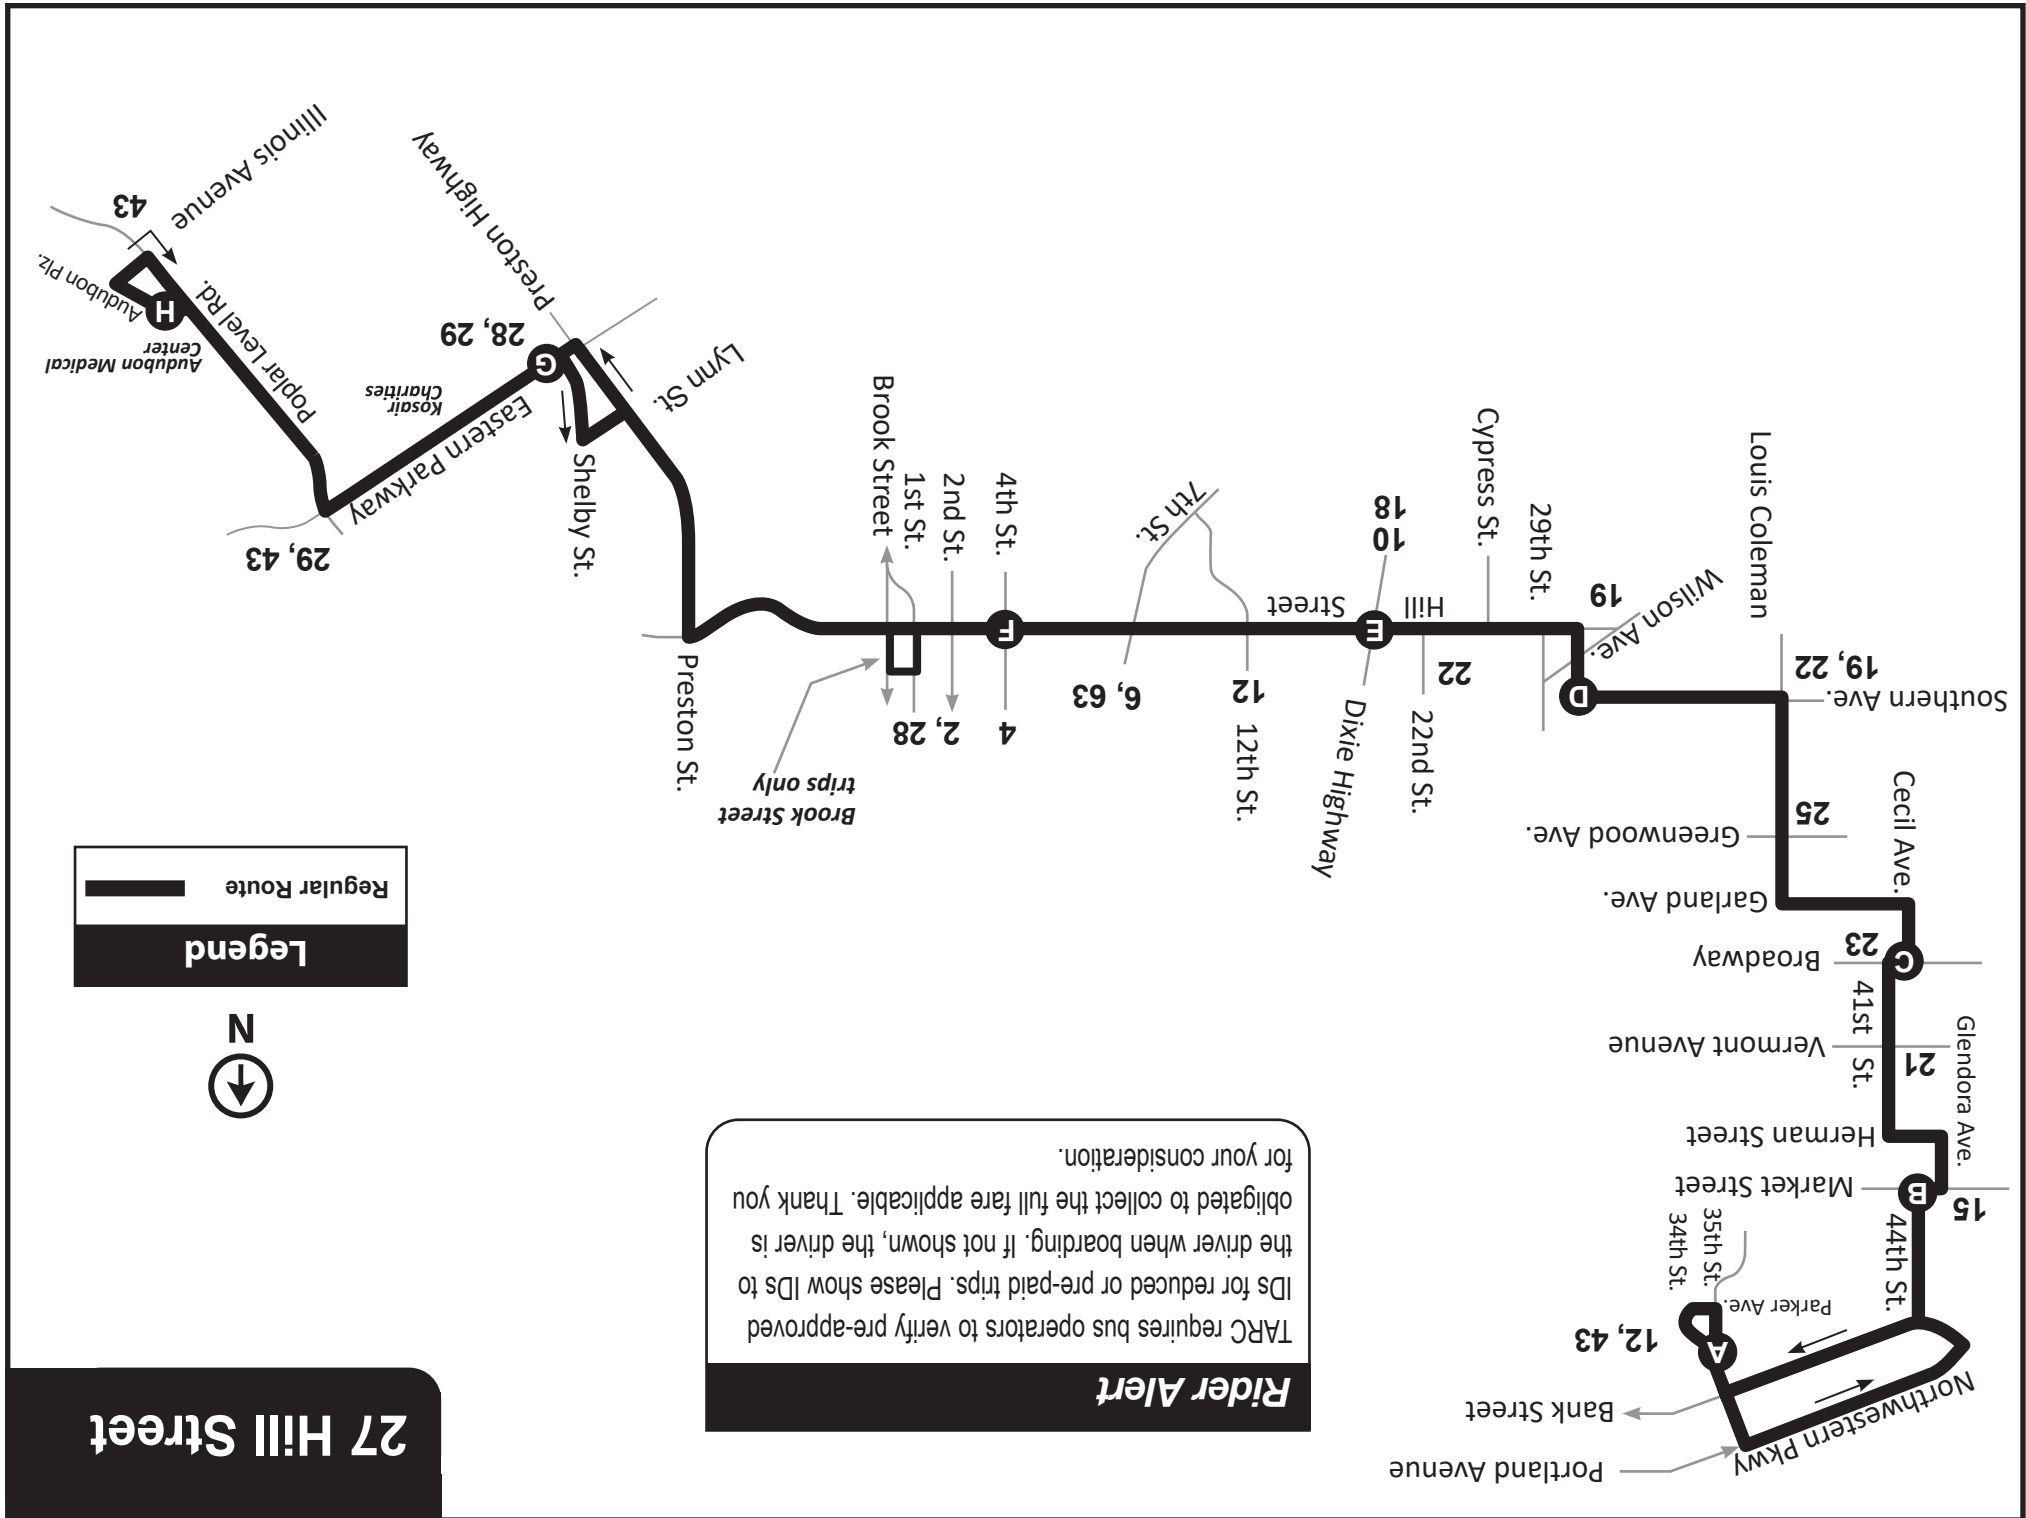 27 Hill Street
Rider Alert
TARC requires bus operators to verify pre-approved
IDs for reduced or pre-paid trips. Please show IDs to
the driver when boarding. If not shown, the driver is
obligated to collect the full fare applicable. Thank you
for your consideration.
Portland Avenue
Northwestern Pkwy
Bank Street
A
12, 43
Parker Ave.
35th St.
34th St.
44th St.
B
15
Market Street
Herman Street
Glendora Ave.
21
Vermont Avenue
41st St.
C
23
Broadway
Cecil Ave.
Garland Ave.
Greenwood Ave.
25
Southern Ave.
19, 22
Louis Coleman
D
Wilson Ave.
19
29th St.
Cypress St.
22
22nd St.
Hill
Street
E
10
18
Dixie Highway
12
12th St.
7th St.
6, 63
F
4
4th St.
2, 28
2nd St.
1st St.
Brook Street
Brook Street
trips only
Preston St.
N
Legend
Regular Route
Lynn St.
Shelby St.
Preston Highway
G
28, 29
Eastern Parkway
Kosair
Charities
29, 43
Poplar Level Rd.
Audubon Medical
Center
H
Audubon Plz.
43
Illinois Avenue